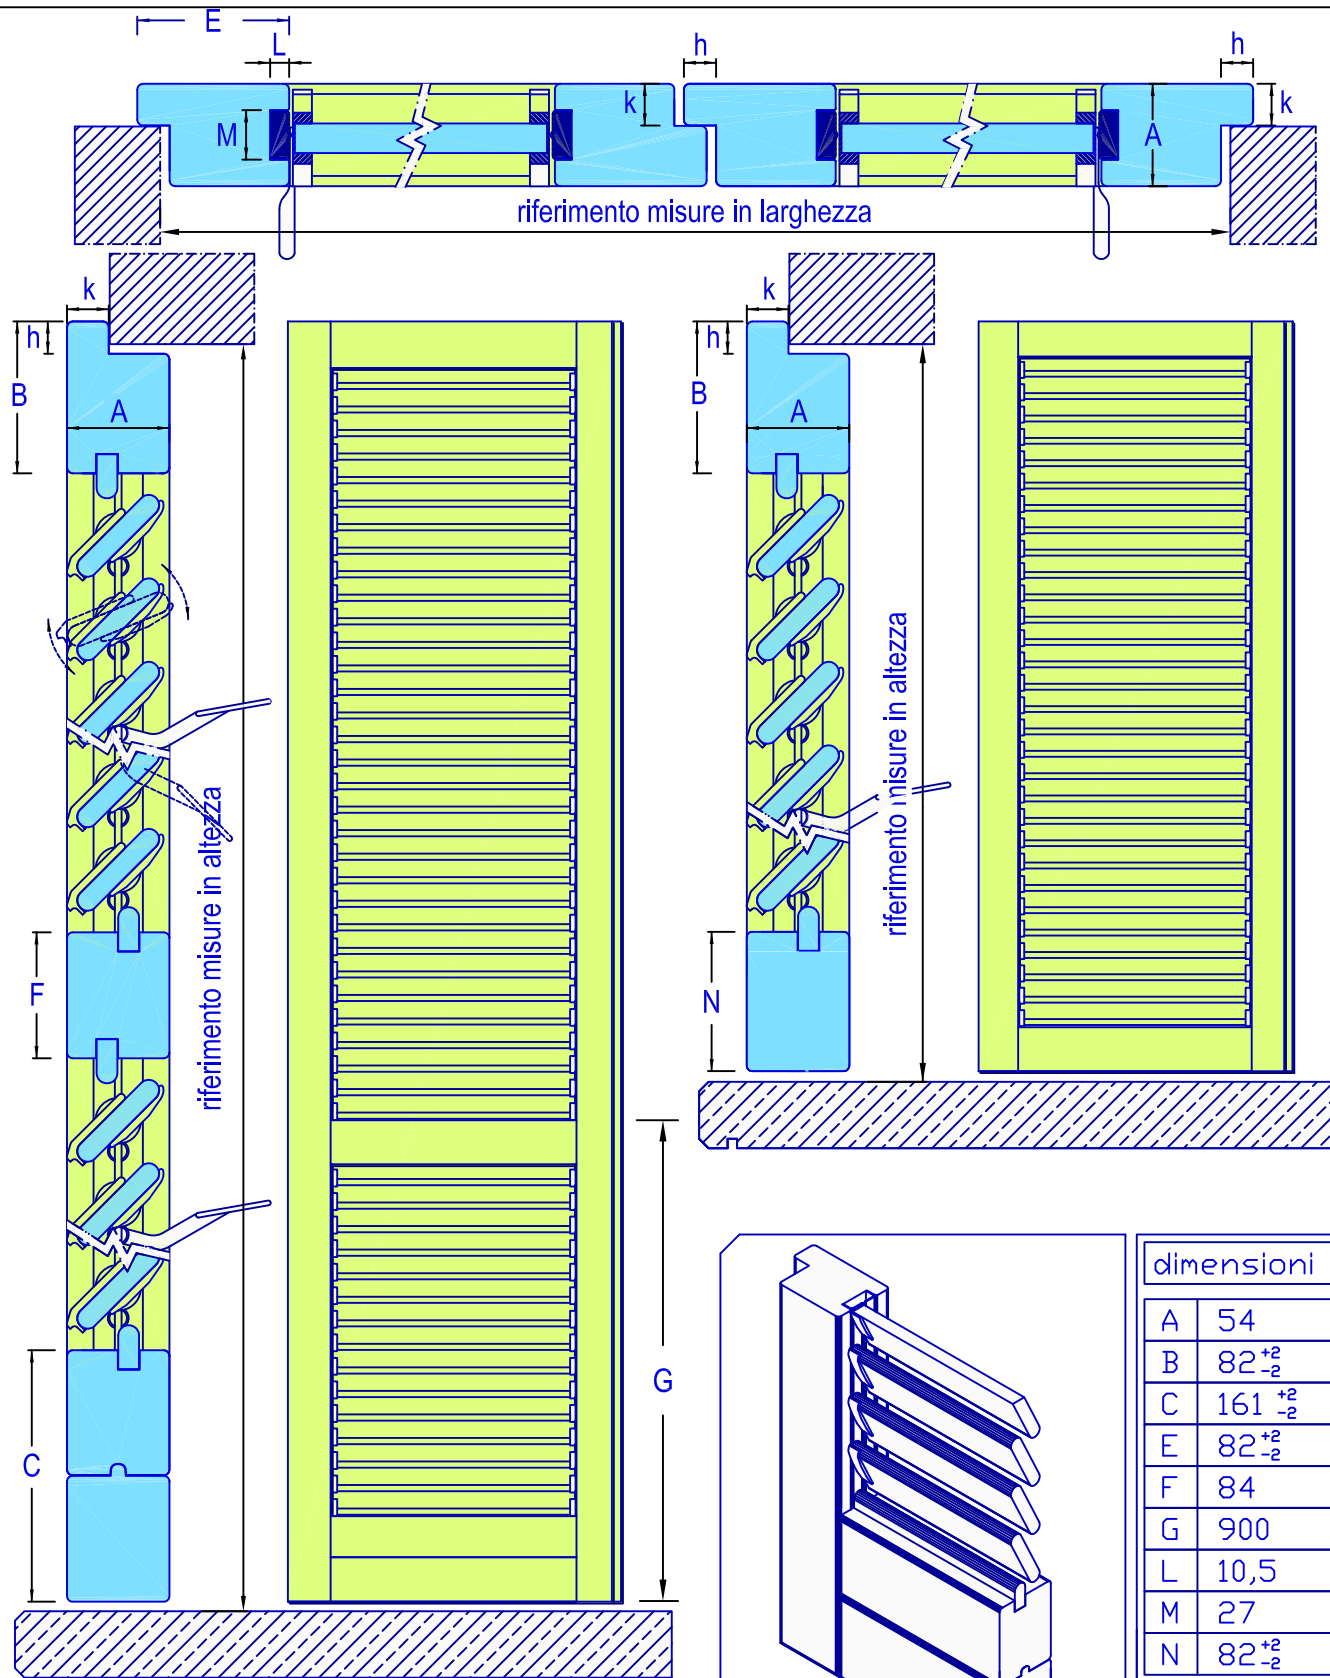 E
L
h
h
k
k
M
A
riferimento misure in larghezza
k
k
h
h
B
B
A
A
riferimento misure in altezza
riferimento misure in altezza
F
N
G
C
dimensioni
A 54
B 82 +2 -2
C 161 +2 -2
E 82 +2 -2
F 84
G 900
L 10,5
M 27
N 82 +2 -2